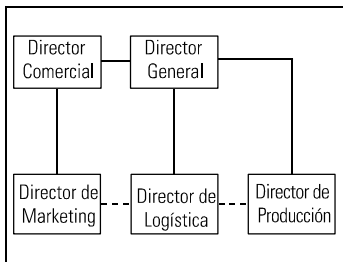 Director
Comercial
Director
General
Director de
Marketing
Director de
Logística
Director de
Producción